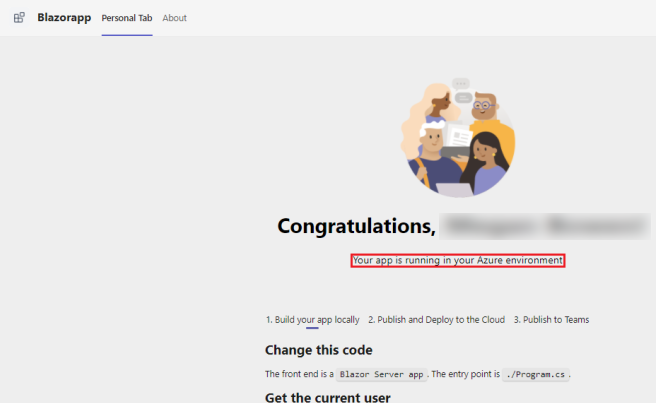 Blazorapp Personal Tab About
Congratulations,
Your app is running in your Azure environment
1. Build your app locally 2. Publish and Deploy to the Cloud 3. Publish to Teams
Change this code
The front end is a Blazor Server app. The entry point is ./Program.cs.
Get the current user